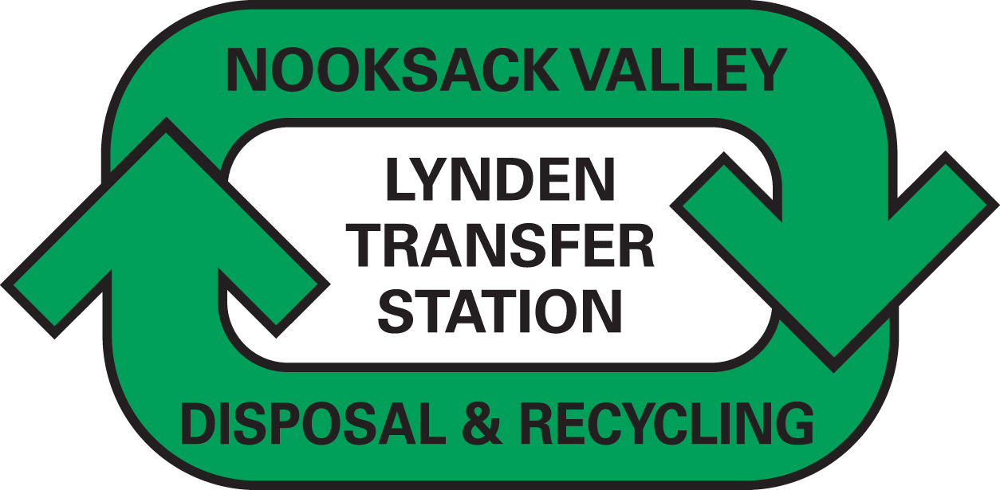 NOOKSACK VALLEY
LYNDEN
TRANSFER
STATION
DISPOSAL & RECYCLING